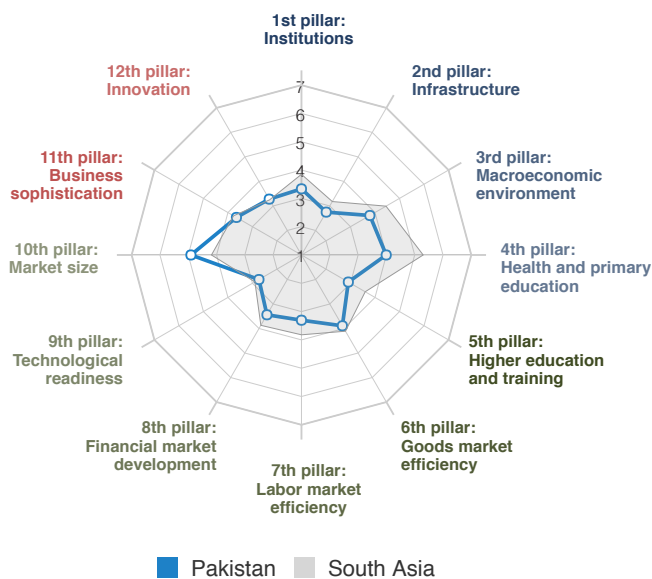 1st pillar:
Institutions
2nd pillar:
Infrastructure
3rd pillar:
Macroeconomic
environment
4th pillar:
Health and primary
education
5th pillar:
Higher education
and training
6th pillar:
Goods market
efficiency
7th pillar:
Labor market
efficiency
8th pillar:
Financial market
development
9th pillar:
Technological
readiness
10th pillar:
Market size
11th pillar:
Business
sophistication
12th pillar:
Innovation
7
6
5
4
3
2
1
Pakistan
South Asia